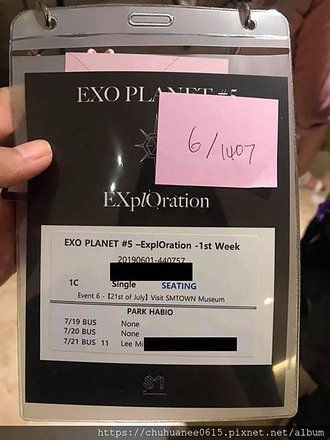 EXO PLANET #5
6/1407
EXplOration
EXO PLANET #5 –ExplOration -1st Week
20190601-440757
1C Single SEATING
Event 6 -【21st of July】Visit SMTOWN Museum
PARK HABIO
7/19 BUS None
7/20 BUS None
7/21 BUS 11 Lee Mi
SM
https://chuhuanee0615.pixnet.net/album